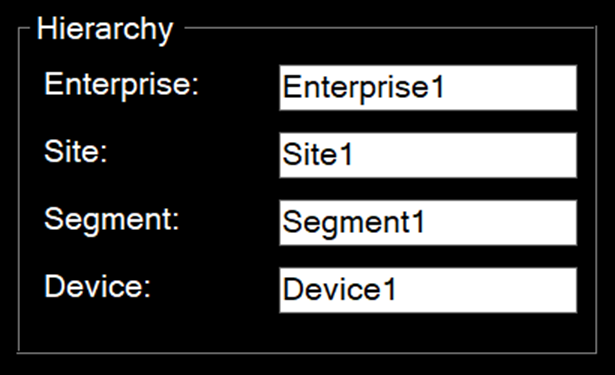 Hierarchy
Enterprise: Enterprise1
Site: Site1
Segment: Segment1
Device: Device1